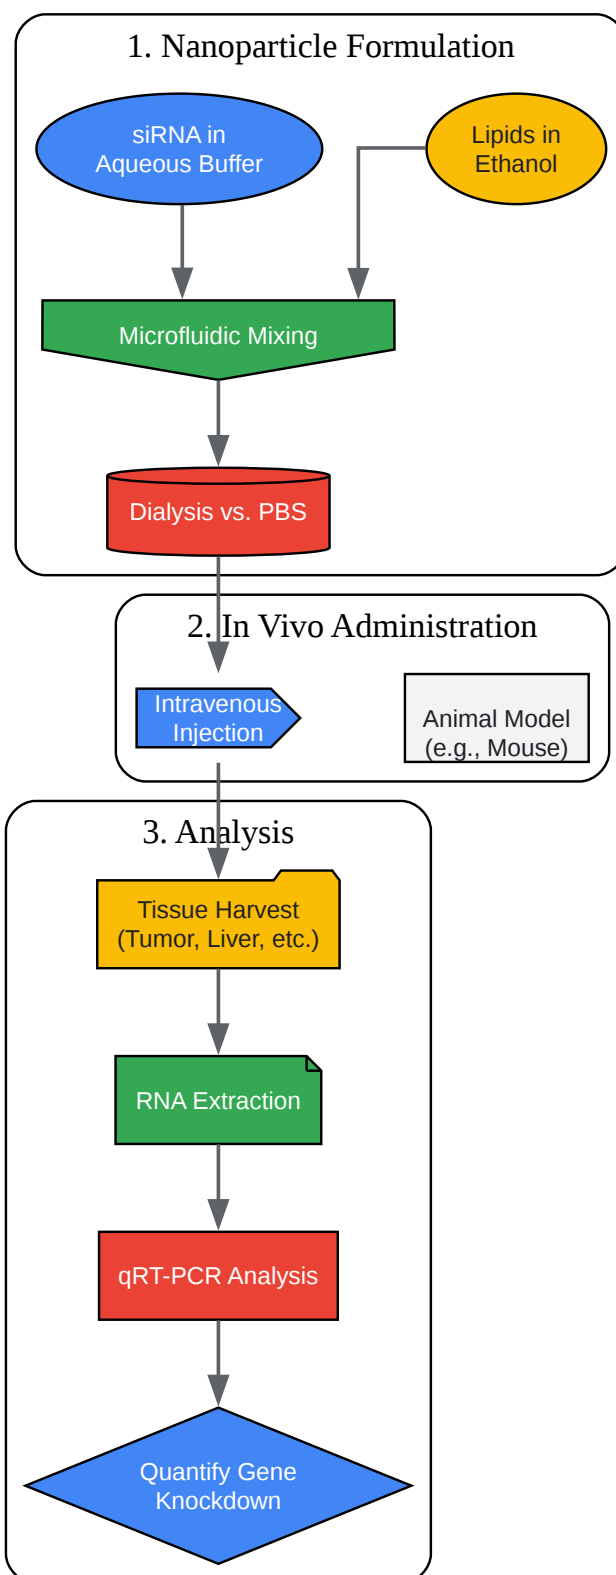 1. Nanoparticle Formulation
siRNA in
Aqueous Buffer
Lipids in
Ethanol
Microfluidic Mixing
Dialysis vs. PBS
2. In Vivo Administration
Intravenous
Injection
Animal Model
(e.g., Mouse)
3. Analysis
Tissue Harvest
(Tumor, Liver, etc.)
RNA Extraction
qRT-PCR Analysis
Quantify Gene
Knockdown